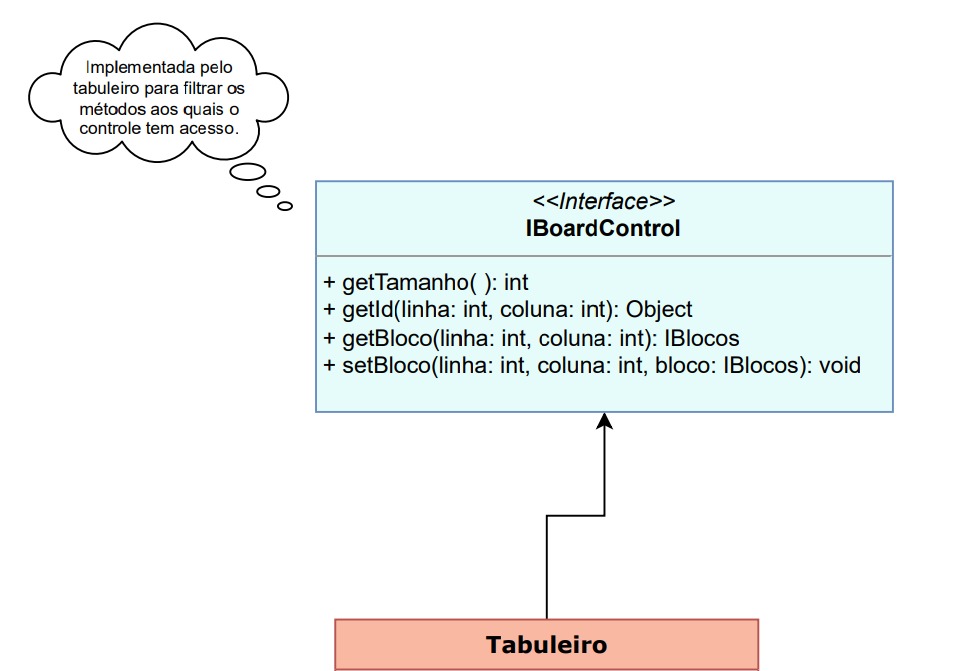 Implementada pelo
tabuleiro para filtrar os
métodos aos quais o
controle tem acesso.
<<Interface>>
IBoardControl
+ getTamanho( ): int
+ getId(linha: int, coluna: int): Object
+ getBloco(linha: int, coluna: int): IBlocos
+ setBloco(linha: int, coluna: int, bloco: IBlocos): void
Tabuleiro